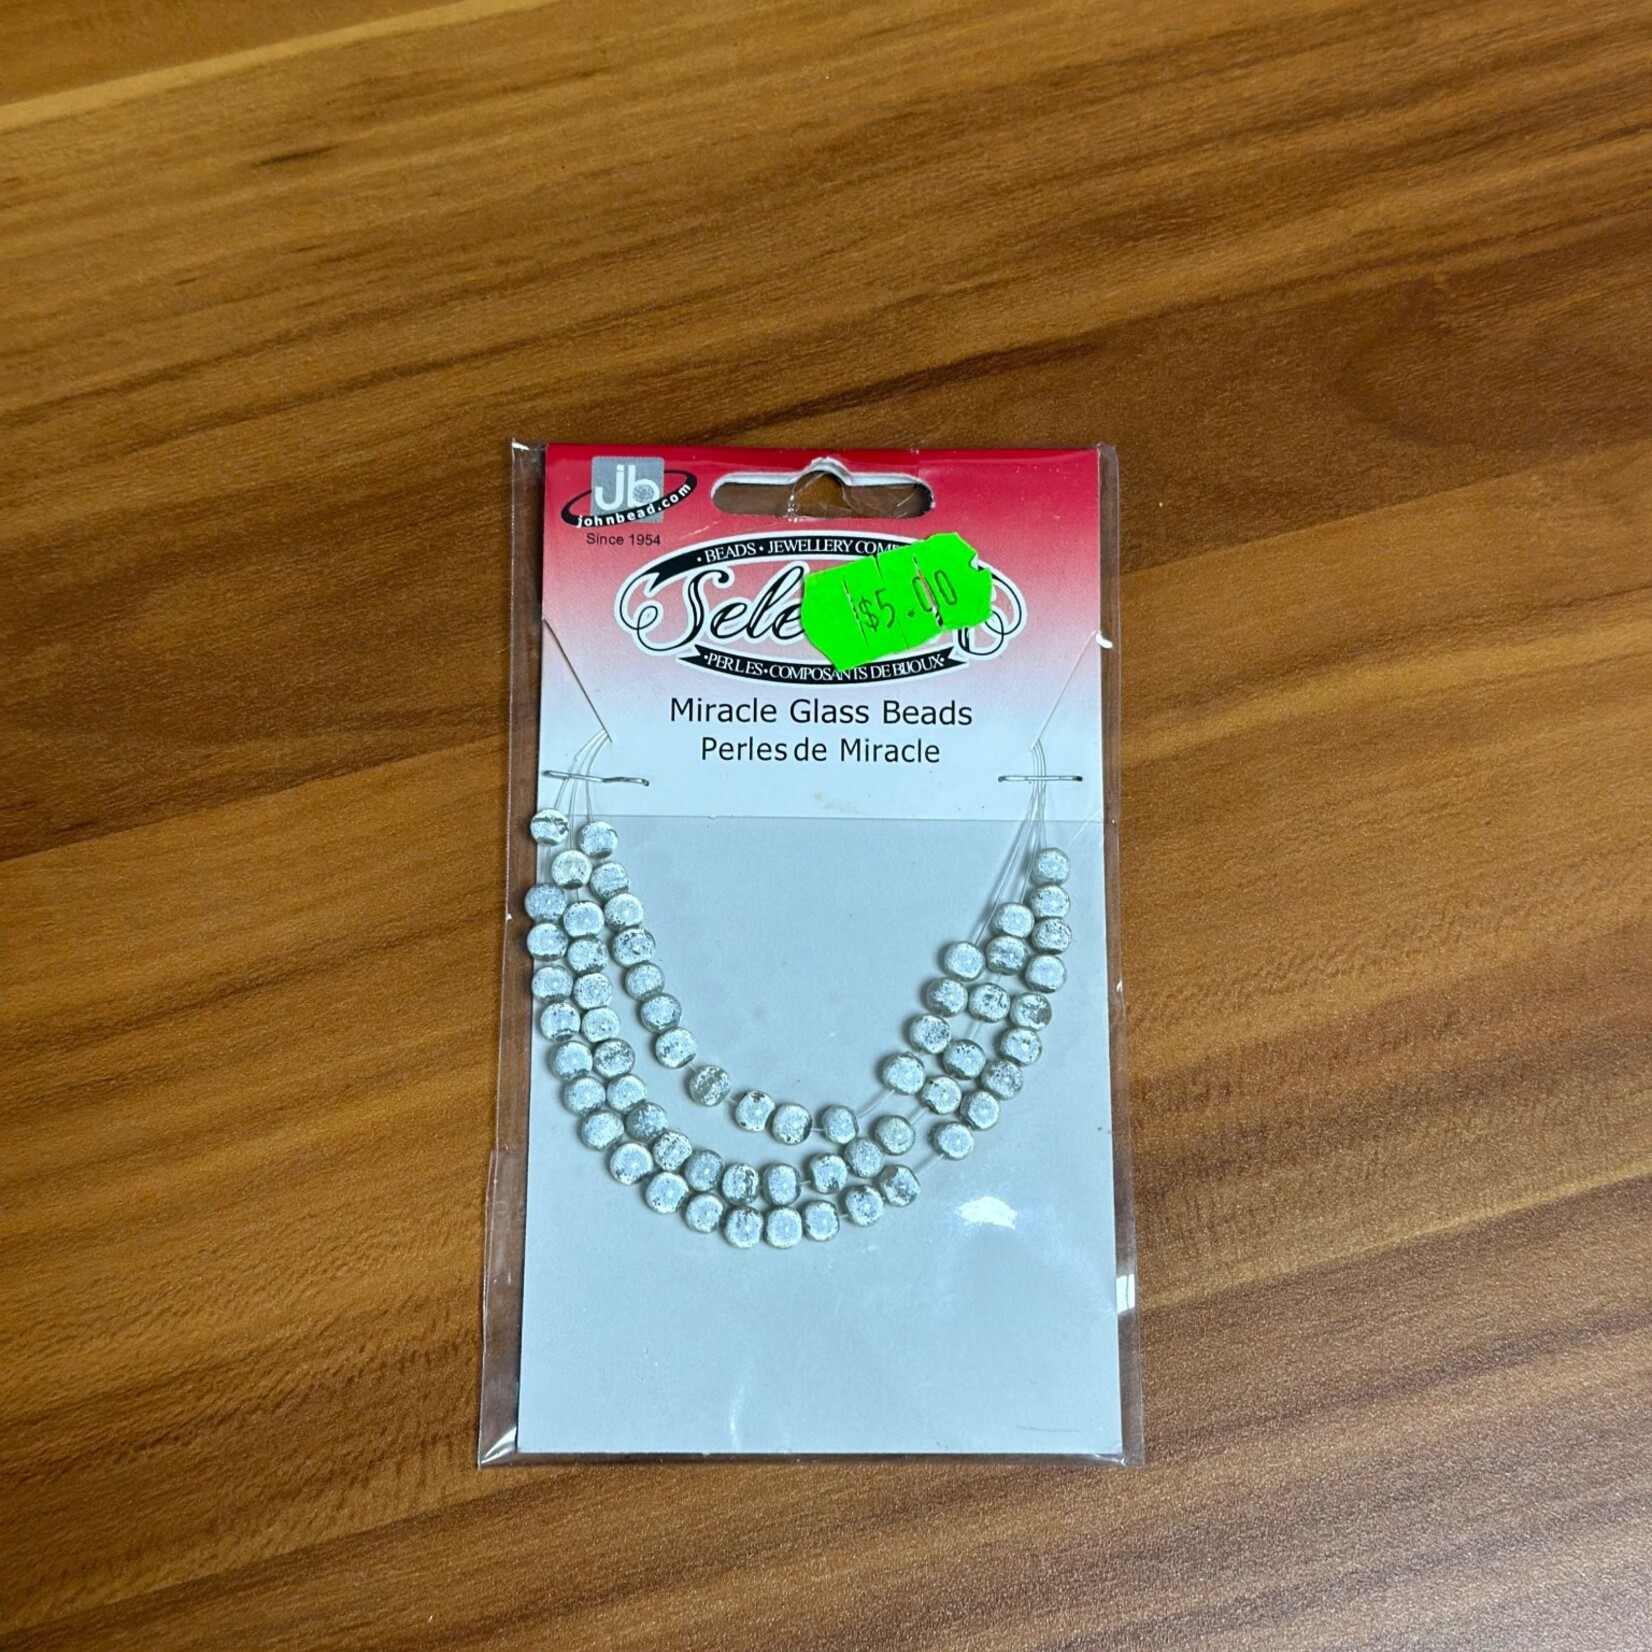 jb
johnbead.com
Since 1954
• BEADS • JEWELLERY
$5.00
•PERLES•COMPOSANTS DE BIJOUX•
Miracle Glass Beads
Perles de Miracle